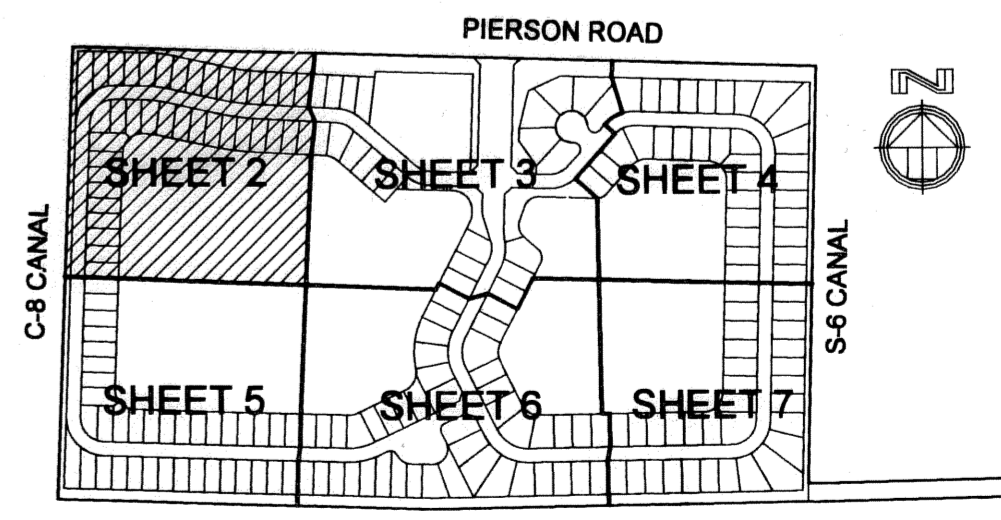 PIERSON ROAD
N
SHEET 2
SHEET 3
SHEET 4
C-8 CANAL
S-6 CANAL
SHEET 5
SHEET 6
SHEET 7